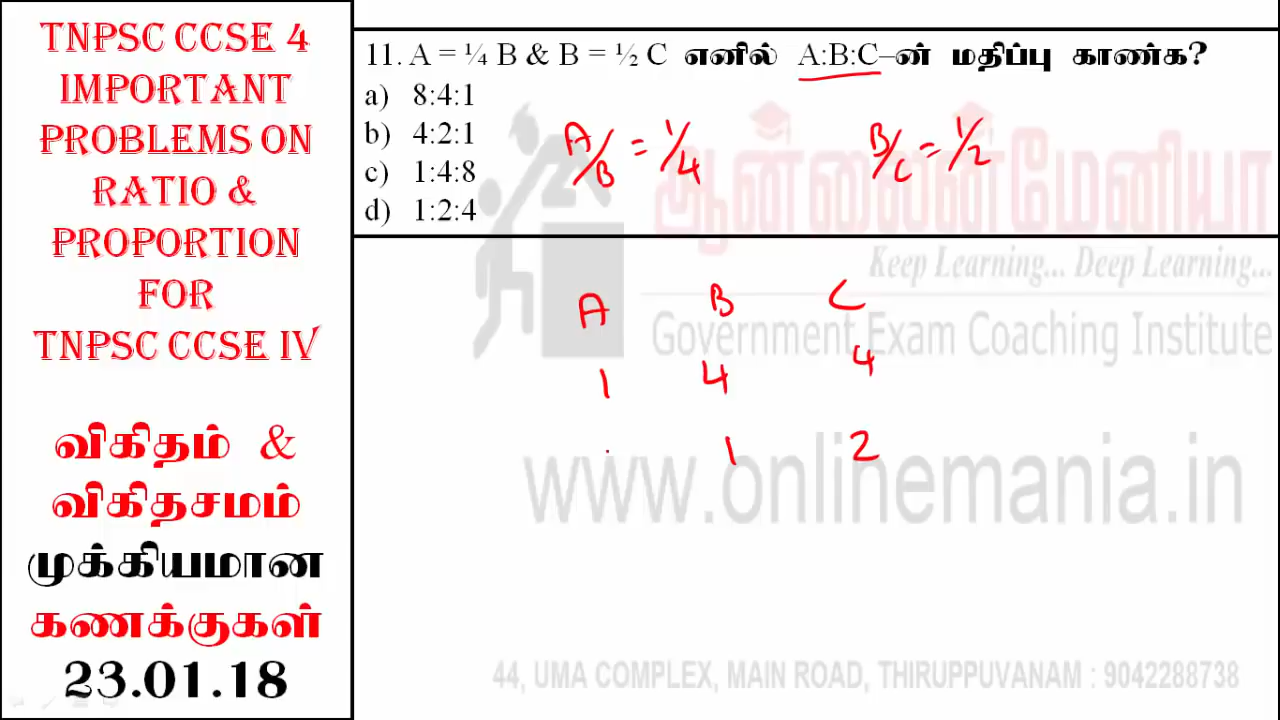 TNPSC CCSE 4
IMPORTANT
PROBLEMS ON
RATIO &
PROPORTION
FOR
TNPSC CCSE IV
விகிதம் &
விகிதசமம்
முக்கியமான
கணக்குகள்
23.01.18
11. A = ¼ B & B = ½ C எனில் A:B:C–ன் மதிப்பு காண்க?
a) 8:4:1
b) 4:2:1
c) 1:4:8
d) 1:2:4
A/B = 1/4 B/C = 1/2
ஆன்லைன் மேனியா
Keep Learning... Deep Learning...
Government Exam Coaching Institute
A B C
1 4 4
1 2
www.onlinemania.in
44, UMA COMPLEX, MAIN ROAD, THIRUPPUVANAM : 9042288738